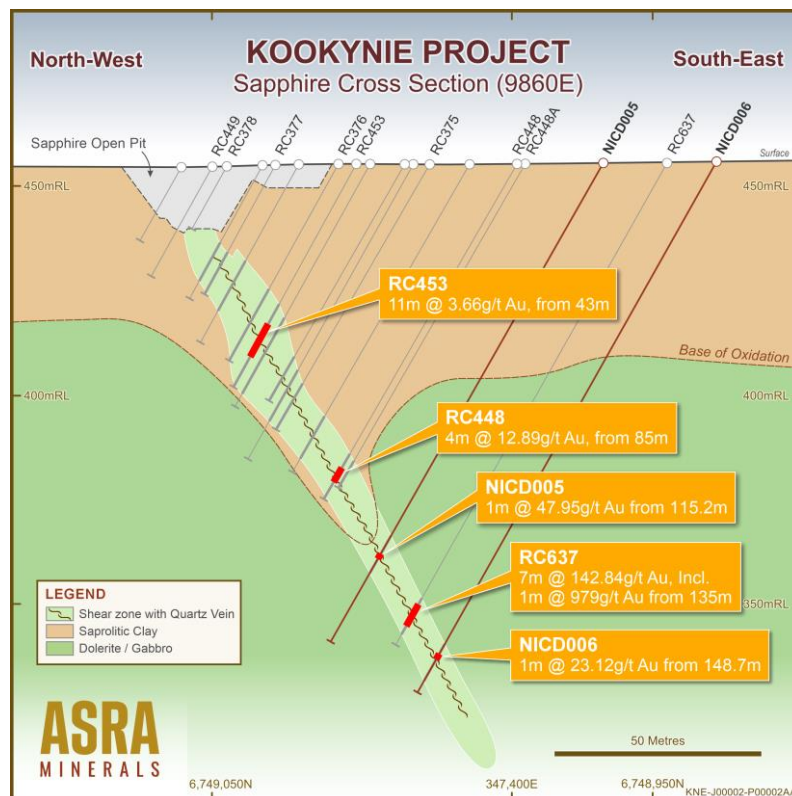 KOOKYNIE PROJECT
Sapphire Cross Section (9860E)
North-West
South-East
Sapphire Open Pit
RC449
RC378
RC377
RC376
RC453
RC375
RC448
RC448A
NICD005
RC637
NICD006
Surface
450mRL
450mRL
RC453
11m @ 3.66g/t Au, from 43m
Base of Oxidation
400mRL
400mRL
RC448
4m @ 12.89g/t Au, from 85m
NICD005
1m @ 47.95g/t Au from 115.2m
RC637
7m @ 142.84g/t Au, Incl.
1m @ 979g/t Au from 135m
350mRL
NICD006
1m @ 23.12g/t Au from 148.7m
LEGEND
Shear zone with Quartz Vein
Saprolitic Clay
Dolerite / Gabbro
ASRA
MINERALS
50 Metres
6,749,050N
347,400E
6,748,950N